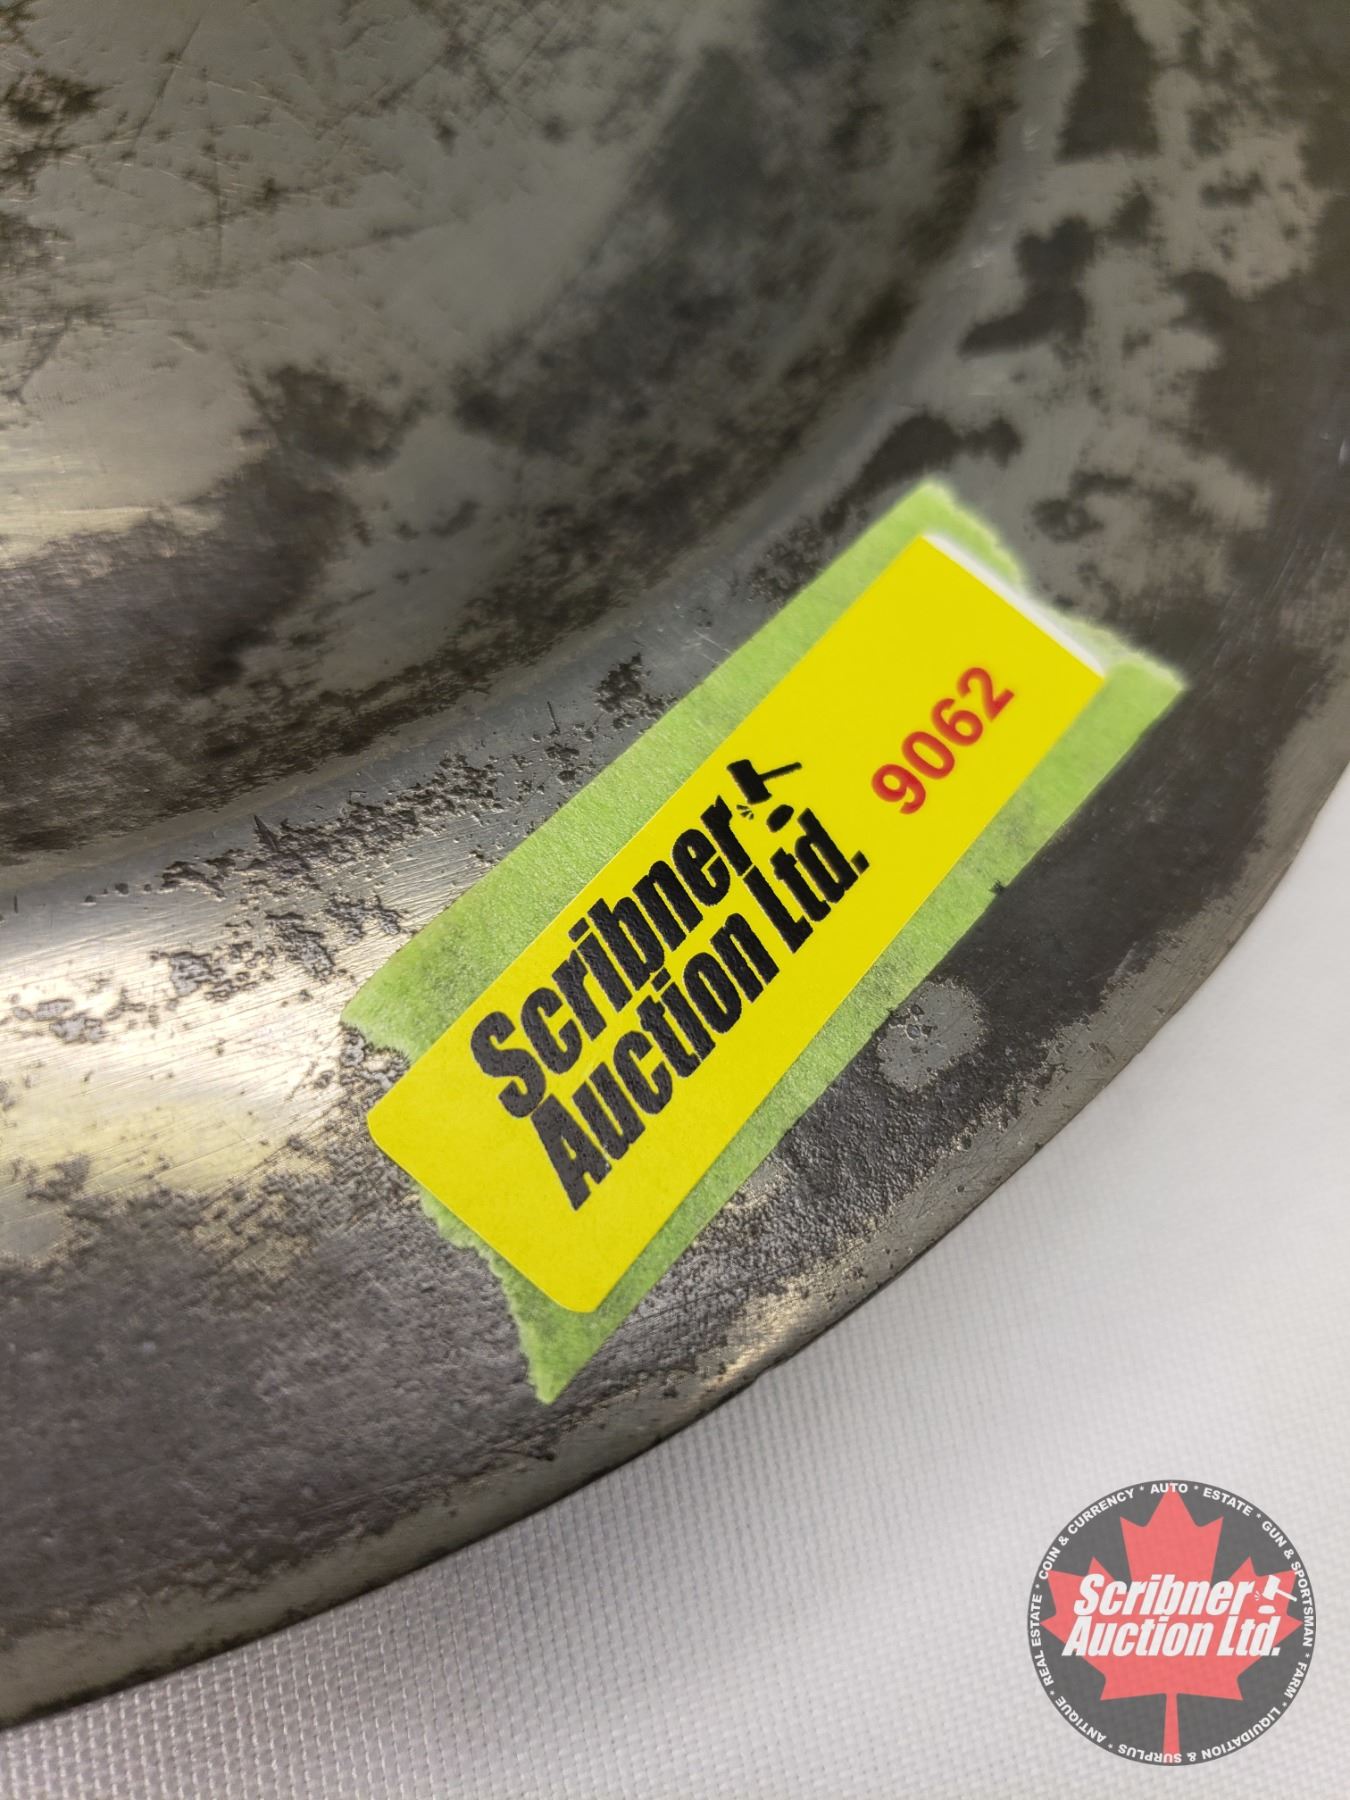 Scribner
Auction Ltd.
9062
Scribner
Auction Ltd.
* REAL ESTATE * COIN & CURRENCY * AUTO * ESTATE * GUN & SPORTSMAN * FARM * LIQUIDATION & SURPLUS * ANTIQUE